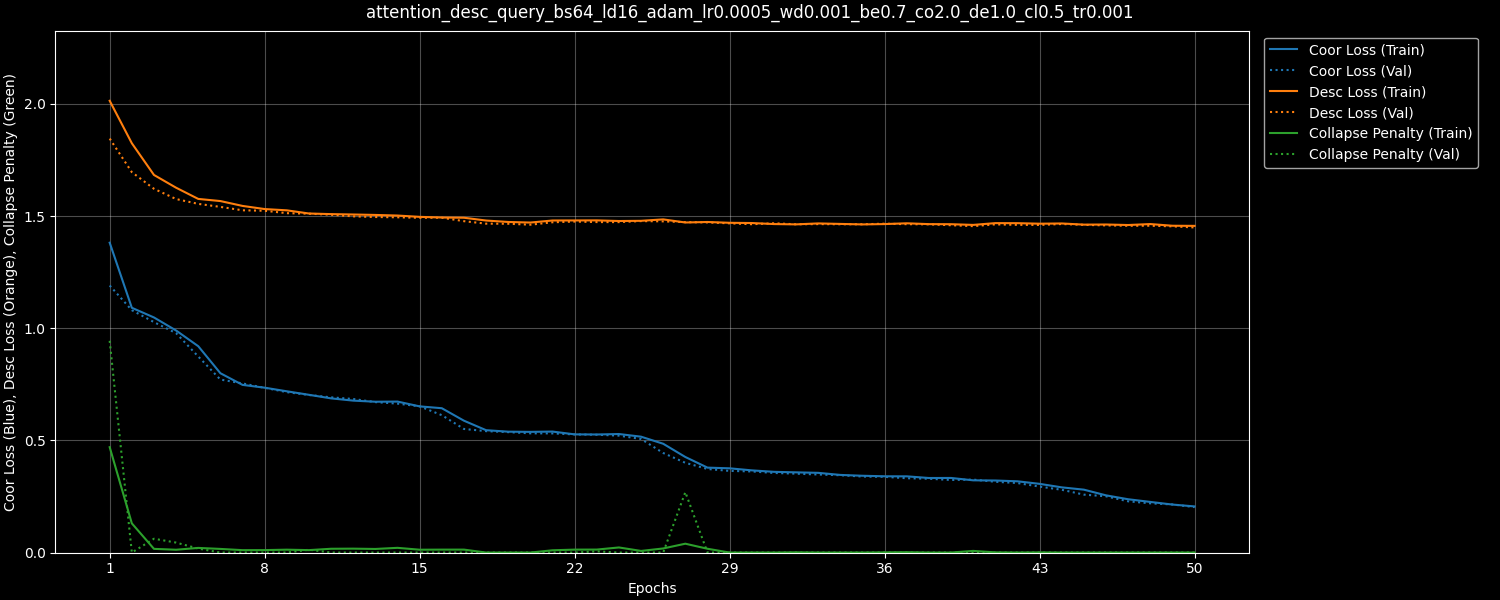 attention_desc_query_bs64_ld16_adam_lr0.0005_wd0.001_be0.7_co2.0_de1.0_cl0.5_tr0.001
Coor Loss (Blue), Desc Loss (Orange), Collapse Penalty (Green)
2.0
1.5
1.0
0.5
0.0
1 8 15 22 29 36 43 50
Epochs
Coor Loss (Train)
Coor Loss (Val)
Desc Loss (Train)
Desc Loss (Val)
Collapse Penalty (Train)
Collapse Penalty (Val)